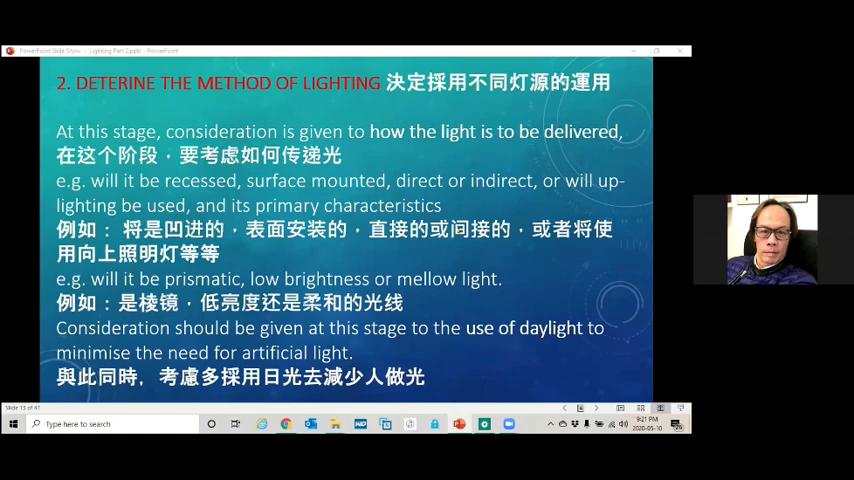 PowerPoint Slide Show - Lighting Part 2.pptx - PowerPoint
2. DETERINE THE METHOD OF LIGHTING 決定採用不同灯源的運用
At this stage, consideration is given to how the light is to be delivered,
在这个阶段，要考虑如何传递光
e.g. will it be recessed, surface mounted, direct or indirect, or will up-
lighting be used, and its primary characteristics
例如： 将是凹进的，表面安装的，直接的或间接的，或者将使
用向上照明灯等等
e.g. will it be prismatic, low brightness or mellow light.
例如：是棱镜，低亮度还是柔和的光线
Consideration should be given at this stage to the use of daylight to
minimise the need for artificial light.
與此同時，考慮多採用日光去減少人做光
Slide 13 of 41
Type here to search
9:21 PM
2020-05-10